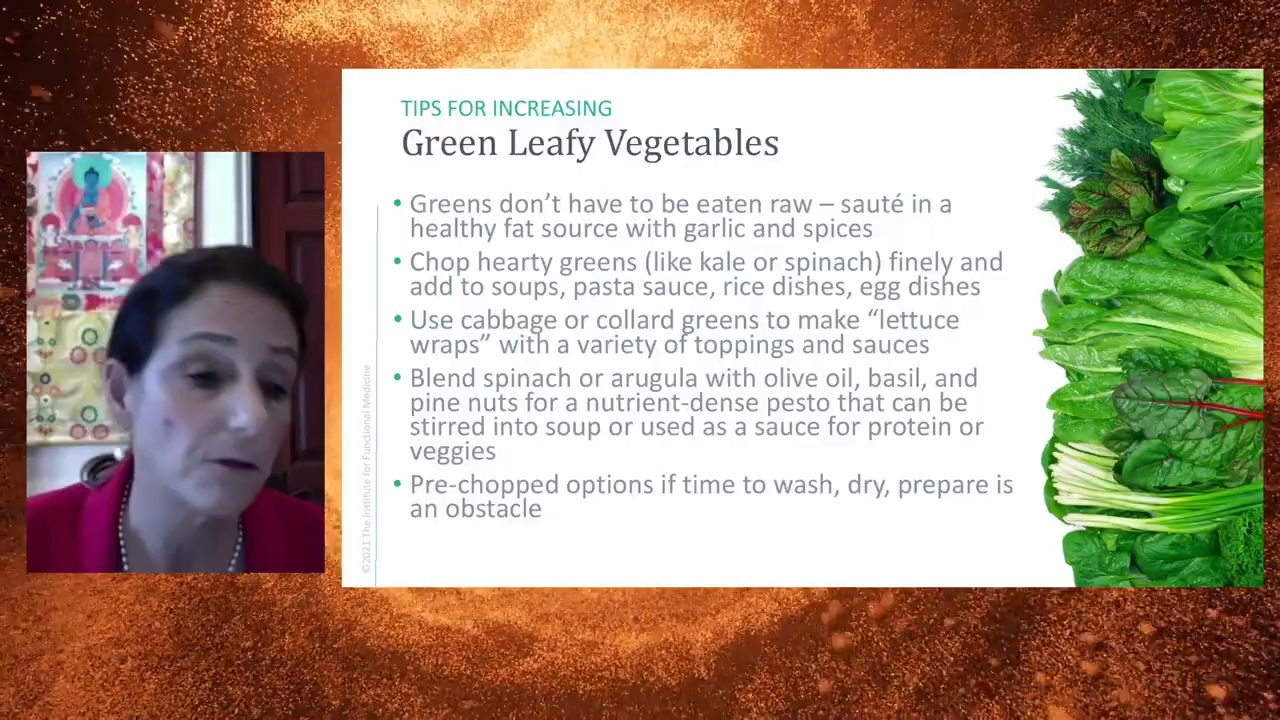 TIPS FOR INCREASING
Green Leafy Vegetables
• Greens don’t have to be eaten raw – sauté in a
healthy fat source with garlic and spices
• Chop hearty greens (like kale or spinach) finely and
add to soups, pasta sauce, rice dishes, egg dishes
• Use cabbage or collard greens to make “lettuce
wraps” with a variety of toppings and sauces
• Blend spinach or arugula with olive oil, basil, and
pine nuts for a nutrient-dense pesto that can be
stirred into soup or used as a sauce for protein or
veggies
• Pre-chopped options if time to wash, dry, prepare is
an obstacle
©2021 The Institute for Functional Medicine